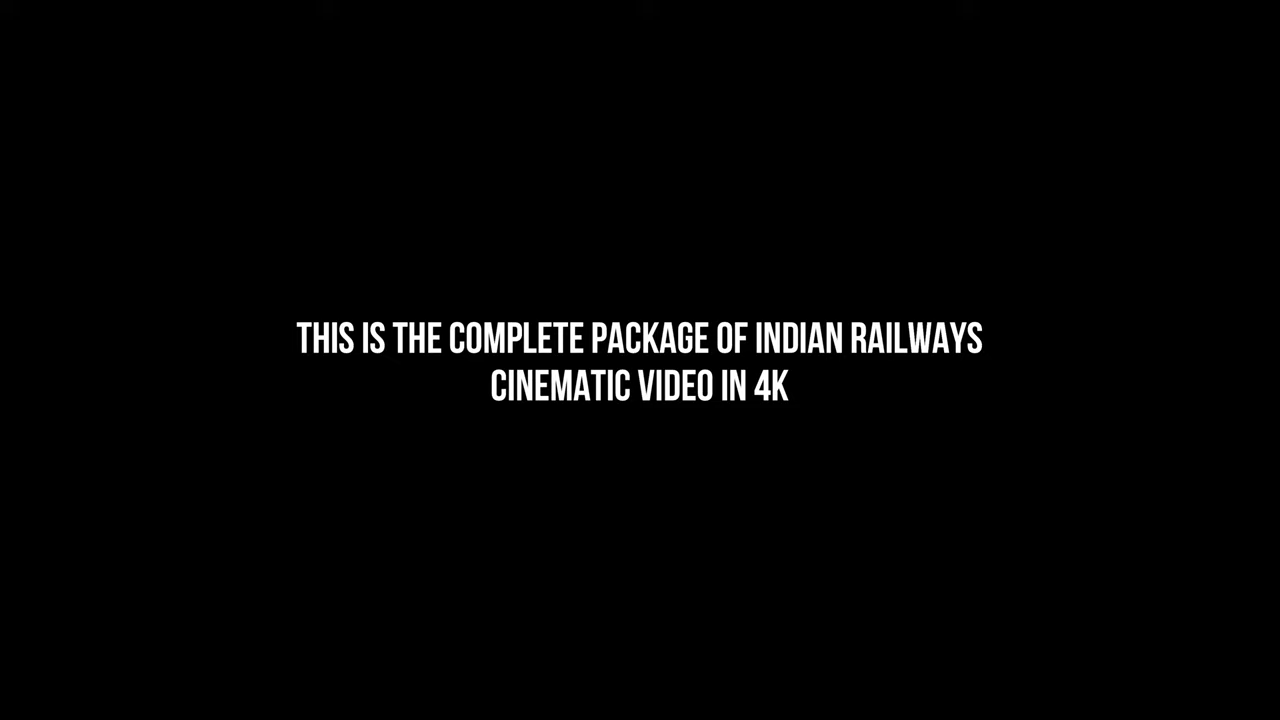 THIS IS THE COMPLETE PACKAGE OF INDIAN RAILWAYS
CINEMATIC VIDEO IN 4K